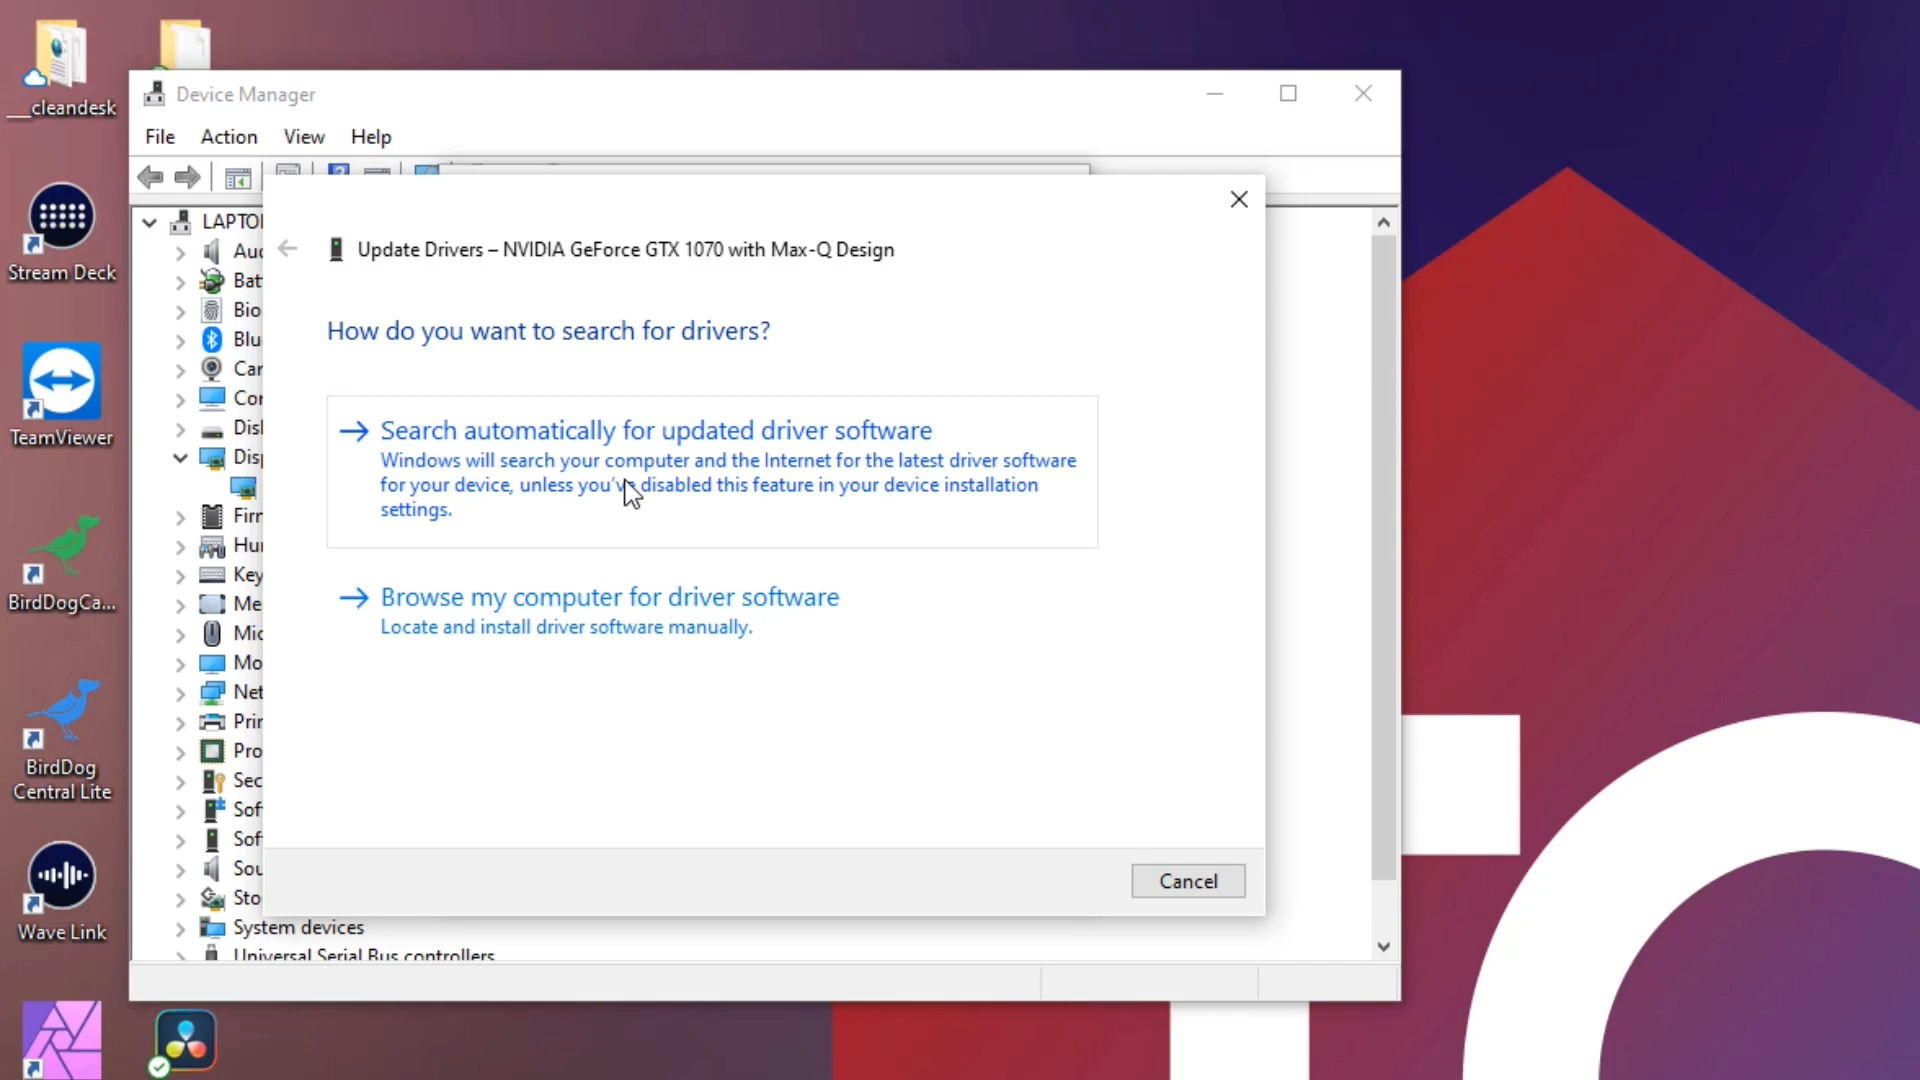 __cleandesk
Stream Deck
TeamViewer
BirdDogCa...
BirdDog
Central Lite
Wave Link
Device Manager
File Action View Help
LAPTO
Auc
Bat
Bio
Blu
Car
Cor
Disl
Disp
Firr
Hur
Key
Me
Mic
Mo
Net
Prir
Pro
Sec
Sof
Sof
Sou
Sto
System devices
Universal Serial Bus controllers
Update Drivers – NVIDIA GeForce GTX 1070 with Max-Q Design
How do you want to search for drivers?
Search automatically for updated driver software
Windows will search your computer and the Internet for the latest driver software
for your device, unless you've disabled this feature in your device installation
settings.
Browse my computer for driver software
Locate and install driver software manually.
Cancel